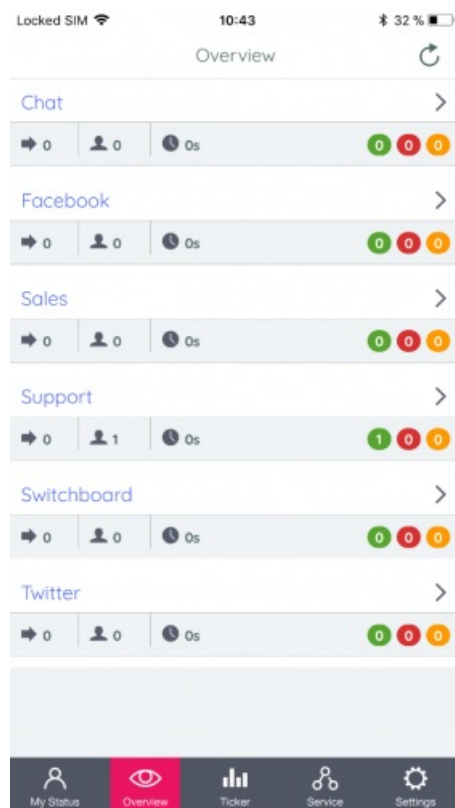 Locked SIM 10:43 32 %
Overview
Chat
0 0 0s 0 0 0
Facebook
0 0 0s 0 0 0
Sales
0 0 0s 0 0 0
Support
0 1 0s 1 0 0
Switchboard
0 0 0s 0 0 0
Twitter
0 0 0s 0 0 0
My Status Overview Ticker Service Settings